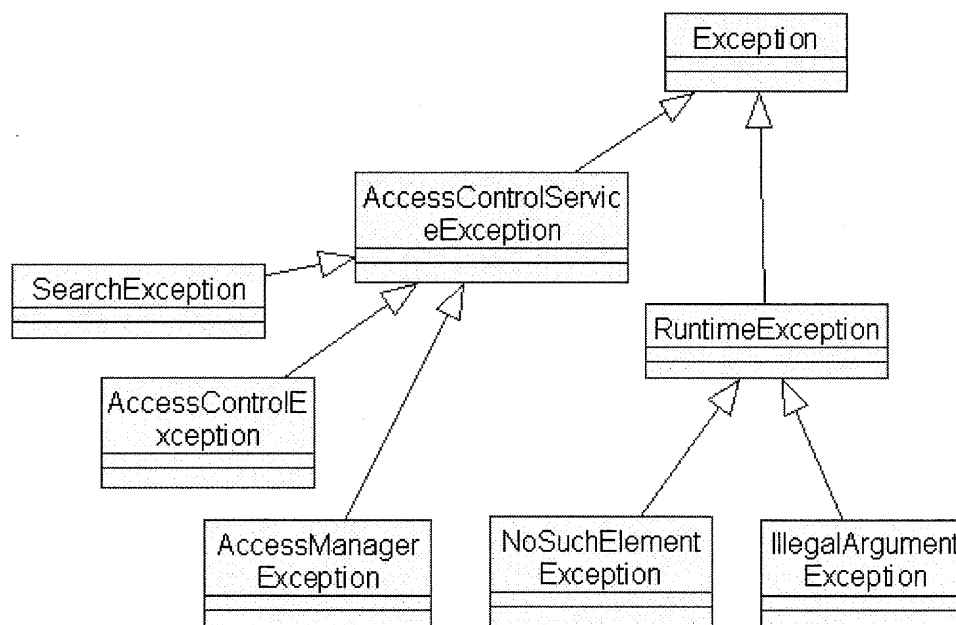 Exception
AccessControlServic
eException
SearchException
RuntimeException
AccessControlE
xception
AccessManager
Exception
NoSuchElement
Exception
IllegalArgument
Exception